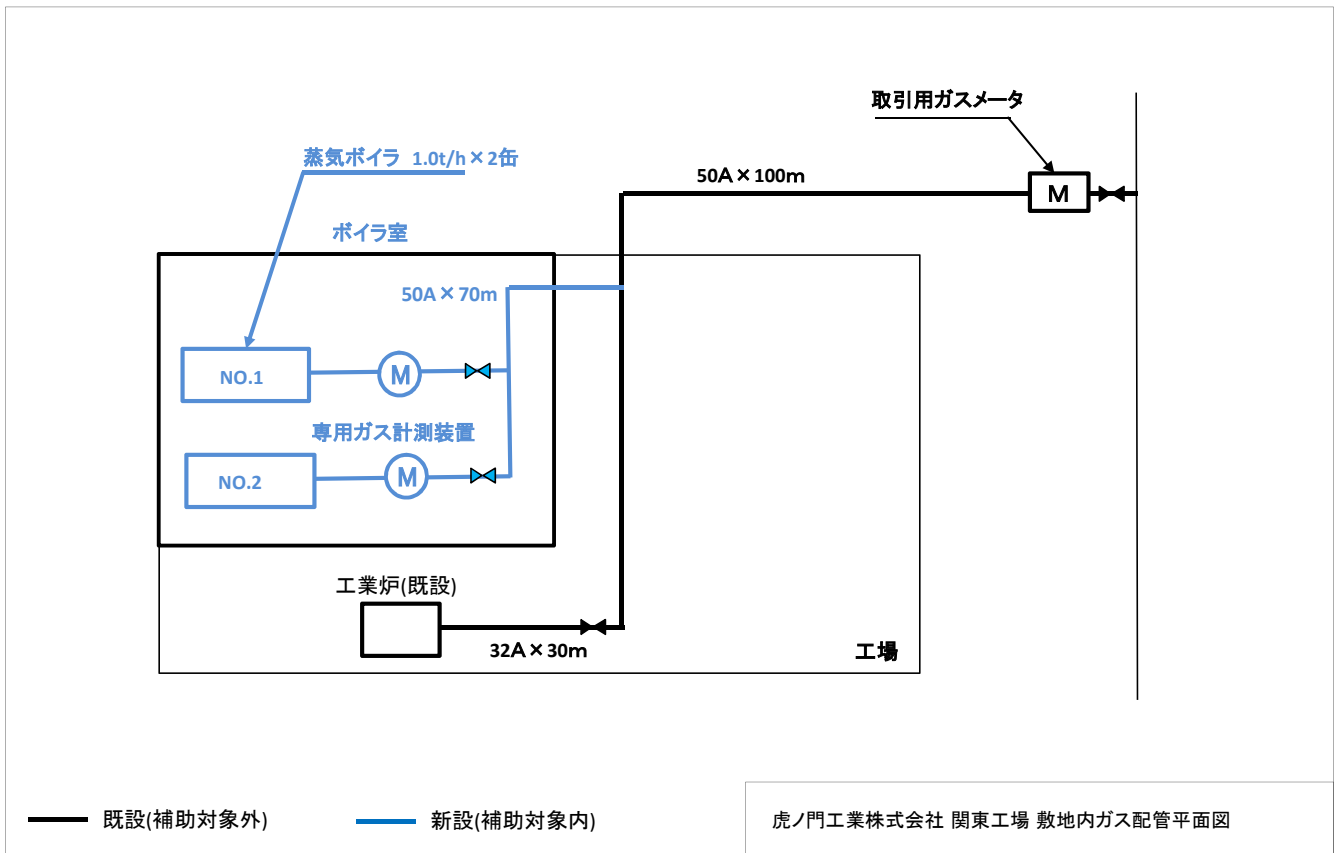 取引用ガスメータ
蒸気ボイラ 1.0t/h×2缶
50A×100m
M
ボイラ室
50A×70m
NO.1
M
専用ガス計測装置
NO.2
M
工業炉(既設)
32A×30m
工場
既設(補助対象外)
新設(補助対象内)
虎ノ門工業株式会社 関東工場 敷地内ガス配管平面図